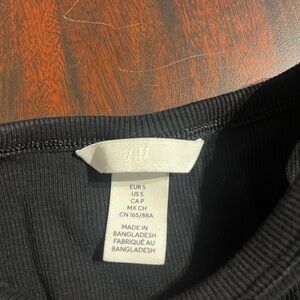 H&M
EUR S
US S
CA P
MX CH
CN 165/88A
MADE IN
BANGLADESH
FABRIQUÉ AU
BANGLADESH